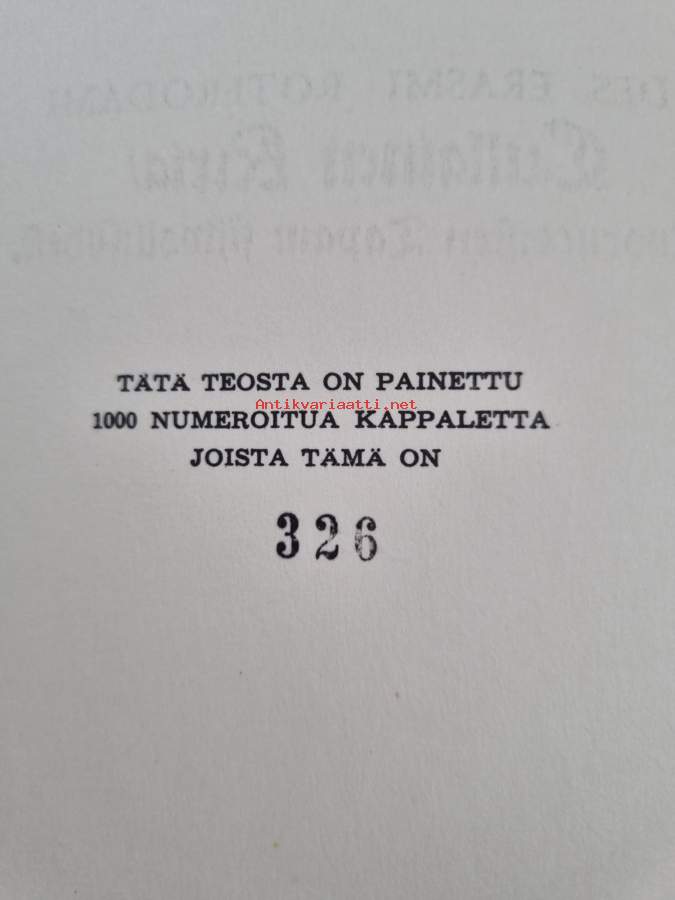 TÄTÄ TEOSTA ON PAINETTU
Antikvariaatti.net
1000 NUMEROITUA KAPPALETTA
JOISTA TÄMÄ ON
326